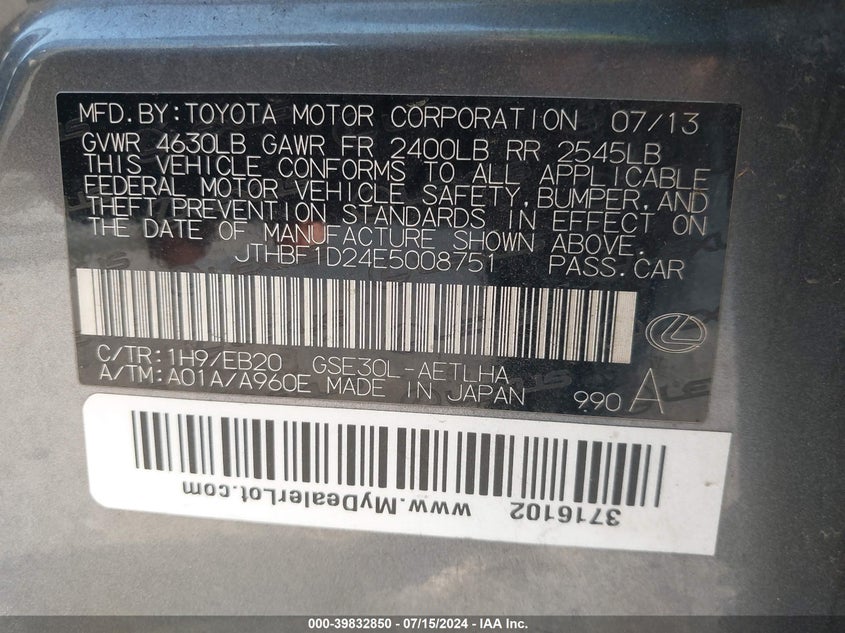 MFD.BY:TOYOTA MOTOR CORPORATION 07/13
GVWR 4630LB GAWR FR 2400LB RR 2545LB
THIS VEHICLE CONFORMS TO ALL APPLICABLE
FEDERAL MOTOR VEHICLE SAFETY,BUMPER,AND
THEFT PREVENTION STANDARDS IN EFFECT ON
THE DATE OF MANUFACTURE SHOWN ABOVE.
JTHBF1D24E5008751 PASS.CAR
C/TR:1H9/EB20 GSE30L-AETLHA
A/TM:A01A/A960E MADE IN JAPAN 990 A
3716102 www.MyDealerLot.com
000-39832850 - 07/15/2024 - IAA Inc.